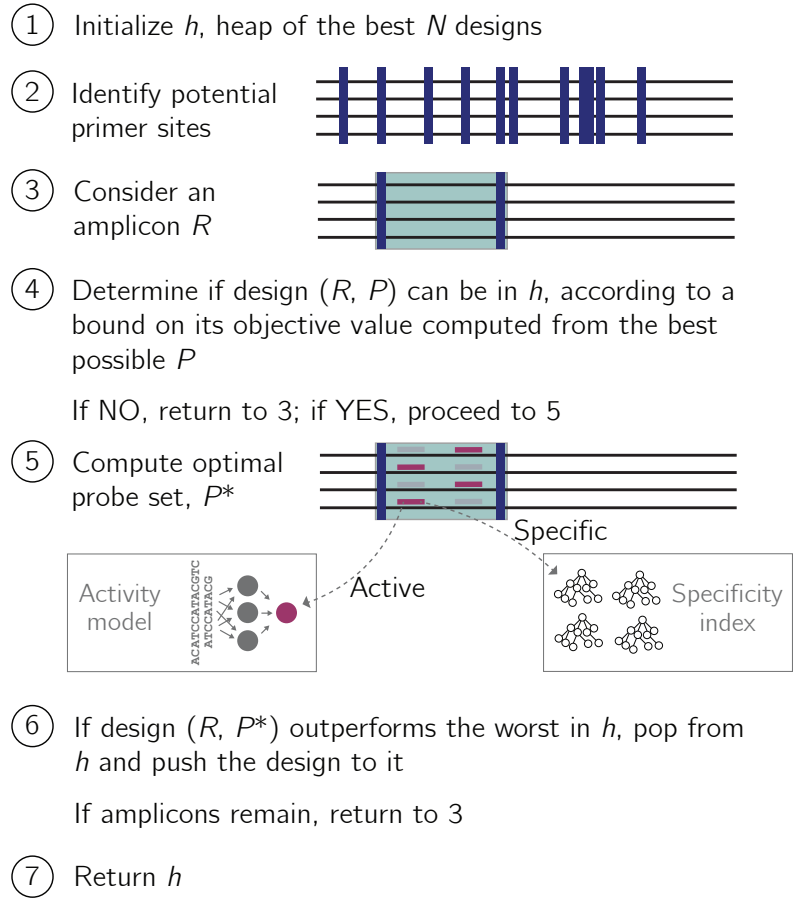 1 Initialize h, heap of the best N designs
2 Identify potential
primer sites
3 Consider an
amplicon R
4 Determine if design (R, P) can be in h, according to a
bound on its objective value computed from the best
possible P
If NO, return to 3; if YES, proceed to 5
5 Compute optimal
probe set, P*
Specific
Active
Activity
model
ACATCCATACGTC
ATCCATACG
Specificity
index
6 If design (R, P*) outperforms the worst in h, pop from
h and push the design to it
If amplicons remain, return to 3
7 Return h